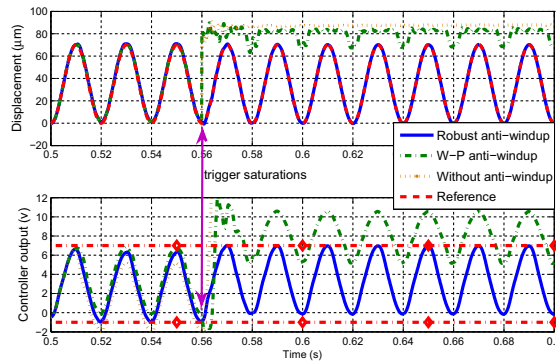 100
80
60
40
20
0
−20
Displacement (µm)
0.5 0.52 0.54 0.56 0.58 0.6 0.62
Robust anti−windup
W−P anti−windup
Without anti−windup
Reference
trigger saturations
12
10
8
6
4
2
0
−2
Controller output (v)
0.5 0.52 0.54 0.56 0.58 0.6 0.62 0.64 0.66 0.68
Time (s)